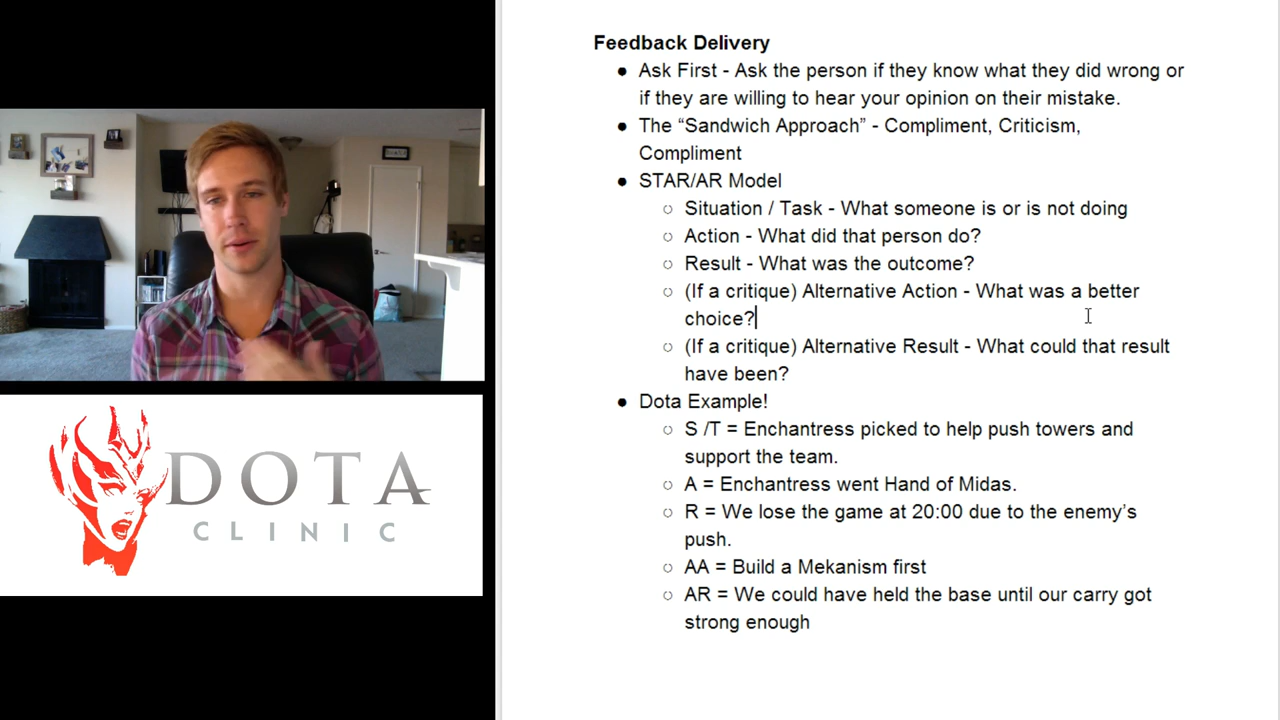 Feedback Delivery
● Ask First - Ask the person if they know what they did wrong or
if they are willing to hear your opinion on their mistake.
● The “Sandwich Approach” - Compliment, Criticism,
Compliment
● STAR/AR Model
○ Situation / Task - What someone is or is not doing
○ Action - What did that person do?
○ Result - What was the outcome?
○ (If a critique) Alternative Action - What was a better
choice?
○ (If a critique) Alternative Result - What could that result
have been?
● Dota Example!
○ S /T = Enchantress picked to help push towers and
support the team.
○ A = Enchantress went Hand of Midas.
○ R = We lose the game at 20:00 due to the enemy’s
push.
○ AA = Build a Mekanism first
○ AR = We could have held the base until our carry got
strong enough
DOTA
CLINIC